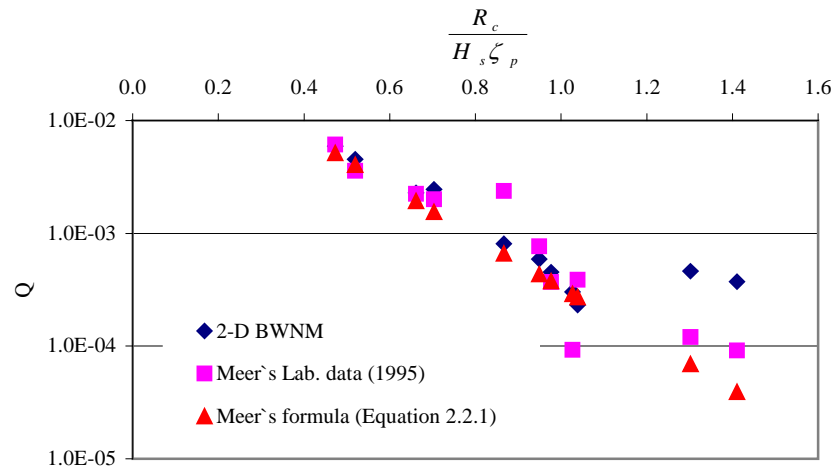 R c
H s ζ p
0.0 0.2 0.4 0.6 0.8 1.0 1.2 1.4 1.6
1.0E-02
1.0E-03
Q
1.0E-04
1.0E-05
2-D BWNM
Meer`s Lab. data (1995)
Meer`s formula (Equation 2.2.1)